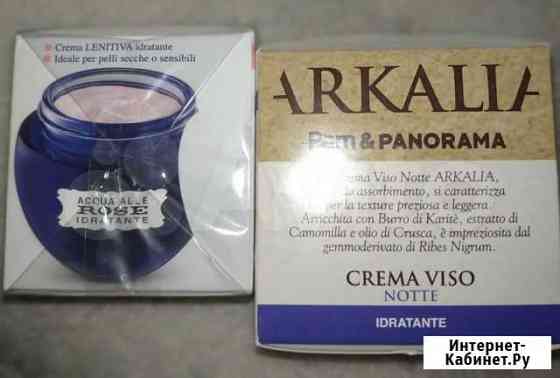 Crema LENITIVA idratante
Ideale per pelli secche o sensibili
ACQUA ALLE
ROSE
IDRATANTE
ARKALIA
Pam & PANORAMA
Viso Notte ARKALIA,
si caratterizza
per la texture preziosa e leggera.
Arricchita con Burro di Karitè, estratto di
Camomilla e olio di Crusca, è impreziosita dal
gemmoderivato di Ribes Nigrum.
CREMA VISO
NOTTE
IDRATANTE
Интернет-
Кабинет.Ру